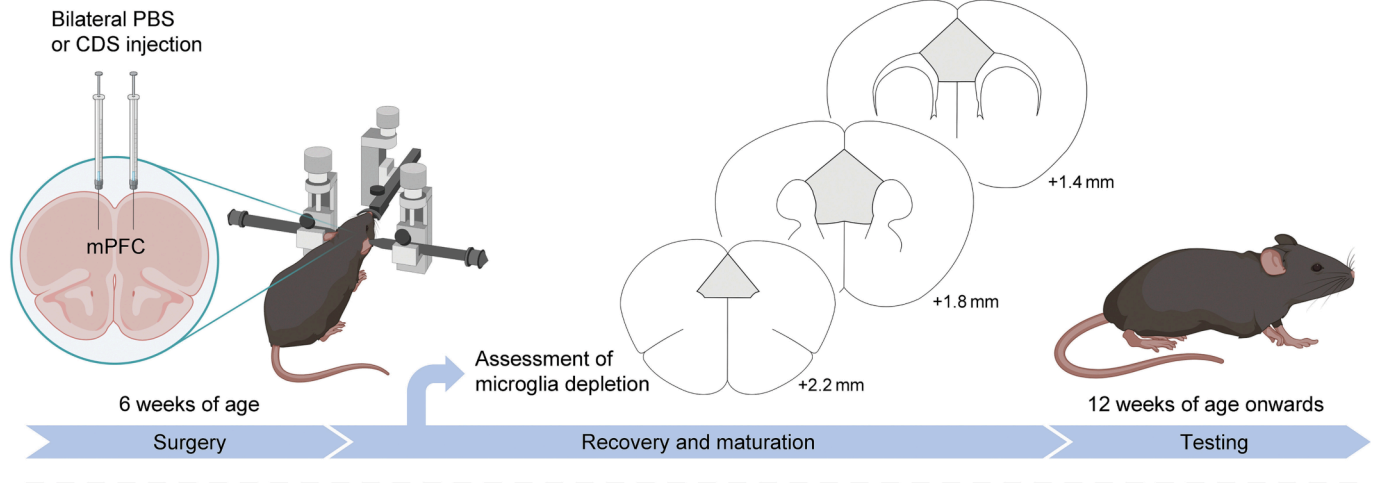 Bilateral PBS
or CDS injection
mPFC
6 weeks of age
Assessment of
microglia depletion
+1.4 mm
+1.8 mm
+2.2 mm
12 weeks of age onwards
Surgery
Recovery and maturation
Testing